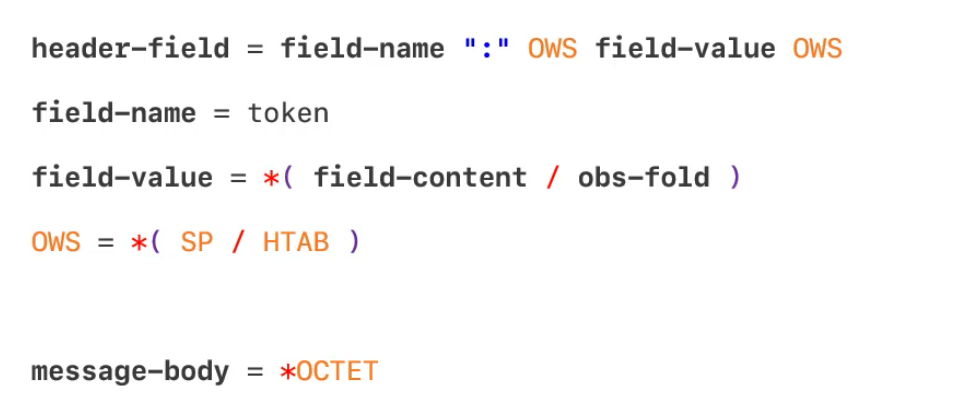 header-field = field-name ":" OWS field-value OWS
field-name = token
field-value = *( field-content / obs-fold )
OWS = *( SP / HTAB )
message-body = *OCTET